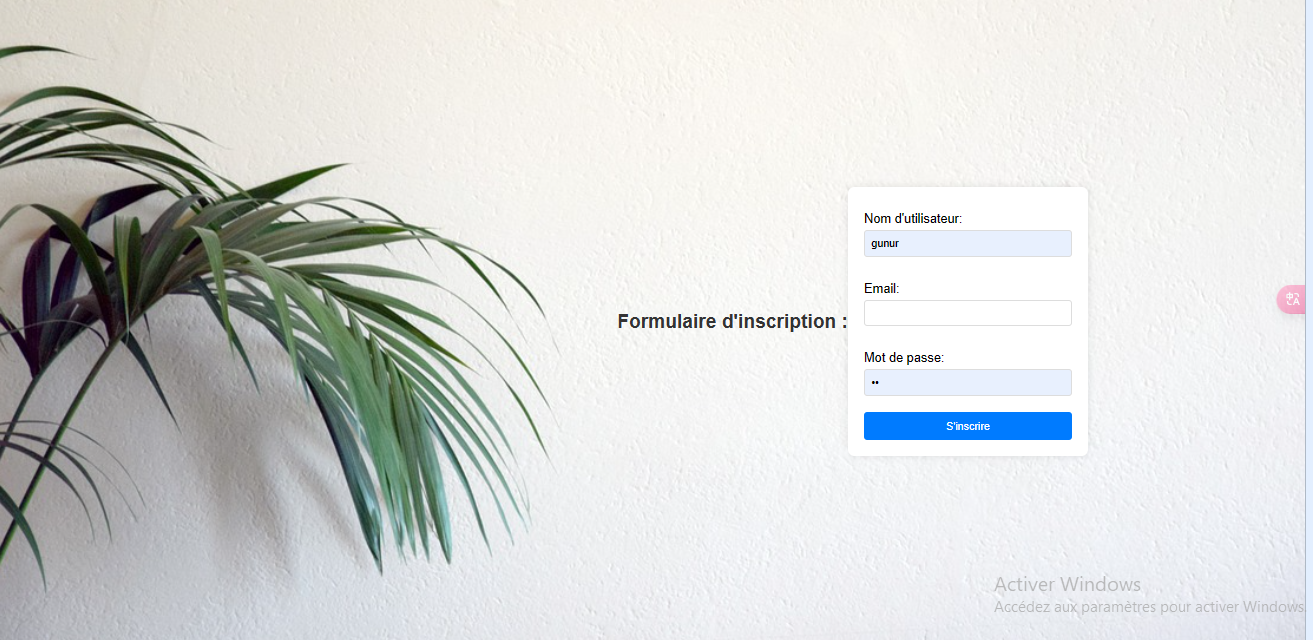 Formulaire d'inscription :
Nom d'utilisateur:
gunur
Email:
Mot de passe:
••
S'inscrire
Activer Windows
Accédez aux paramètres pour activer Windows.